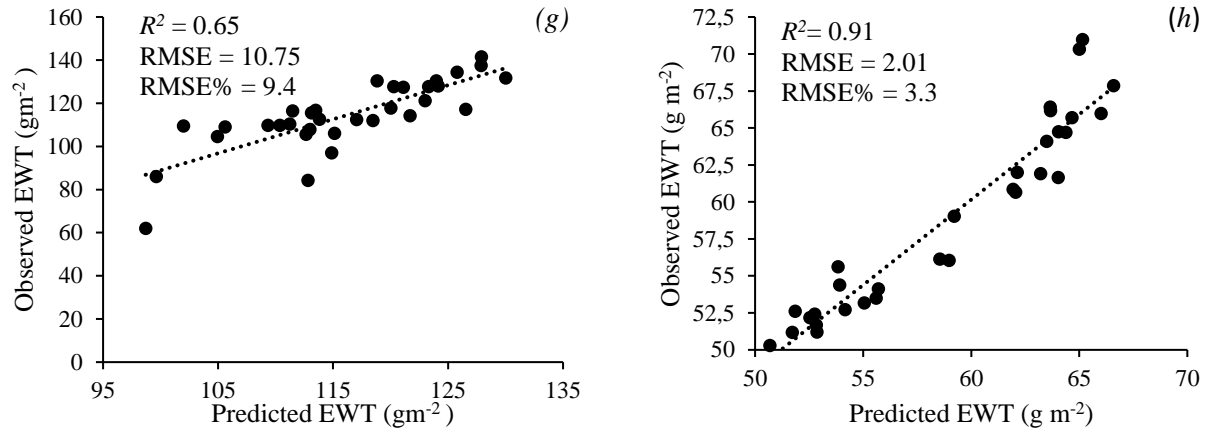 (g)
R² = 0.65
RMSE = 10.75
RMSE% = 9.4
Observed EWT (gm⁻²)
160
140
120
100
80
60
40
20
0
95 105 115 125 135
Predicted EWT (gm⁻²)
(h)
R²= 0.91
RMSE = 2.01
RMSE% = 3.3
Observed EWT (g m⁻²)
72,5
70
67,5
65
62,5
60
57,5
55
52,5
50
50 55 60 65 70
Predicted EWT (g m⁻²)